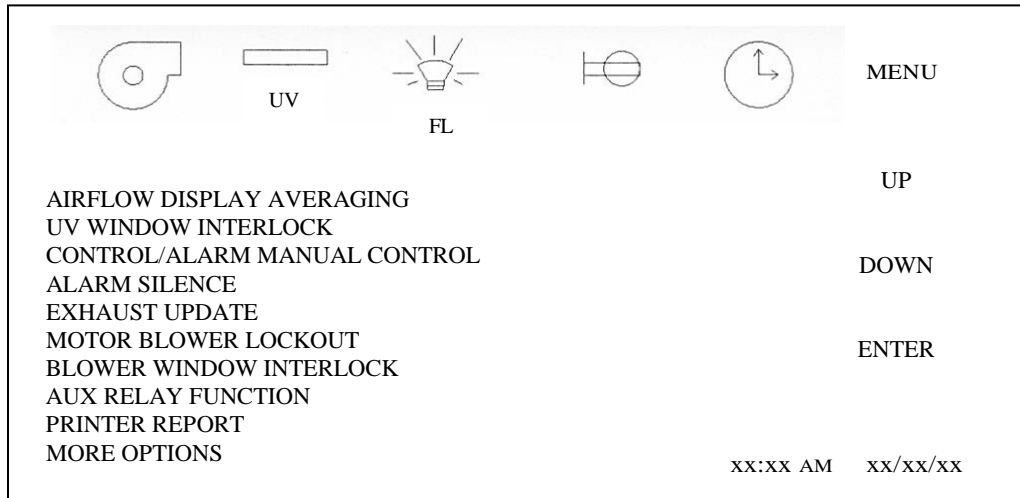 MENU
UV
FL
UP
AIRFLOW DISPLAY AVERAGING
UV WINDOW INTERLOCK
CONTROL/ALARM MANUAL CONTROL
ALARM SILENCE
EXHAUST UPDATE
MOTOR BLOWER LOCKOUT
BLOWER WINDOW INTERLOCK
AUX RELAY FUNCTION
PRINTER REPORT
MORE OPTIONS
DOWN
ENTER
xx:xx AM xx/xx/xx